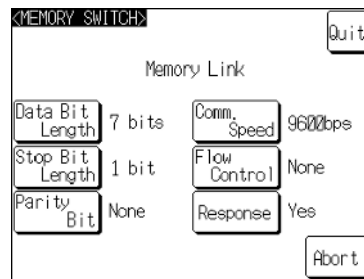 <MEMORY SWITCH>
Quit
Memory Link
Data Bit
Length
7 bits
Comm.
Speed
9600bps
Stop Bit
Length
1 bit
Flow
Control
None
Parity
Bit
None
Response
Yes
Abort